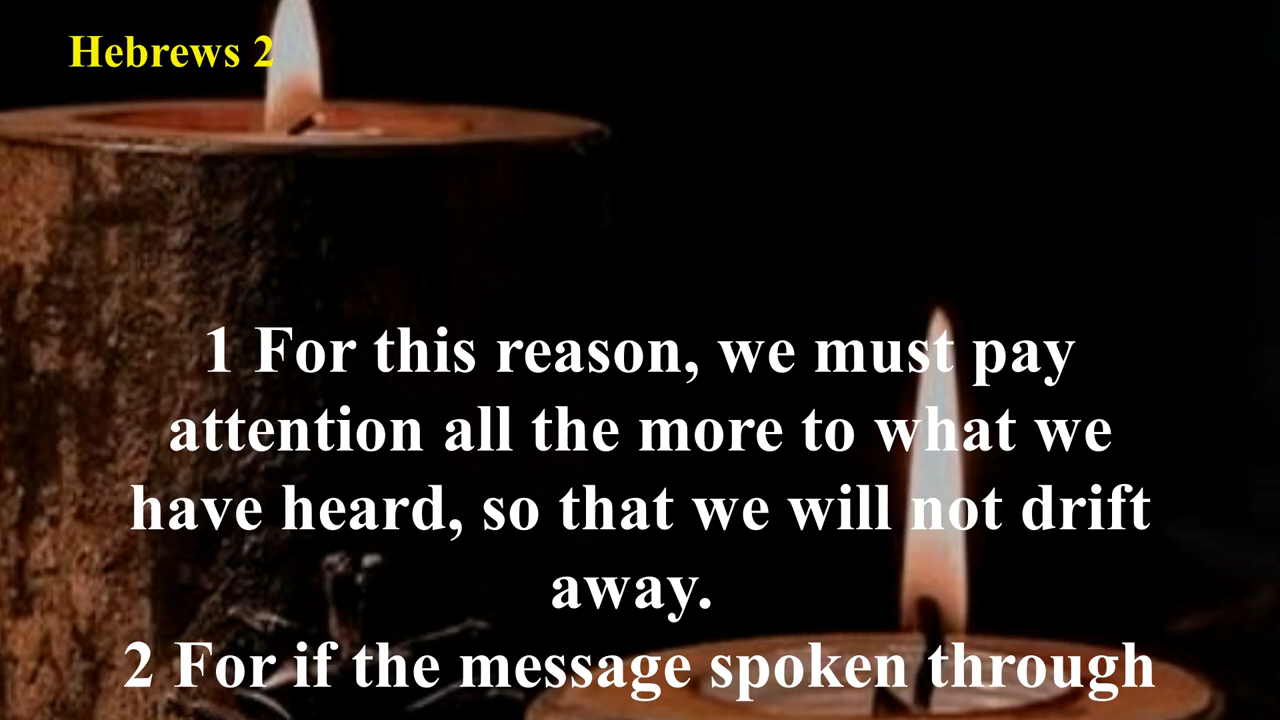 Hebrews 2
1 For this reason, we must pay
attention all the more to what we
have heard, so that we will not drift
away.
2 For if the message spoken through